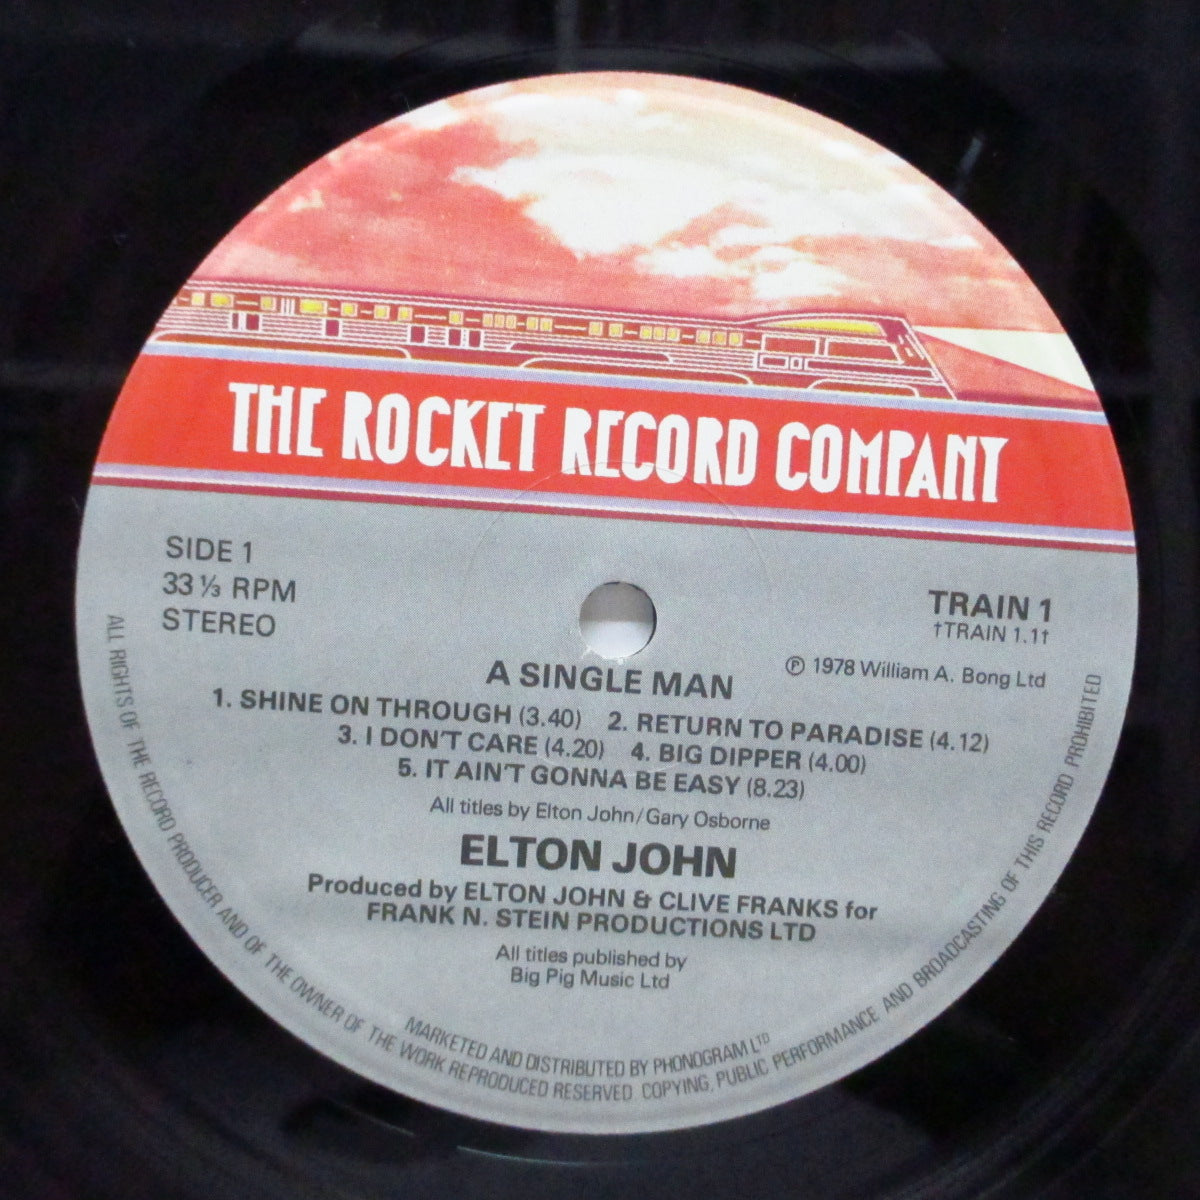 THE ROCKET RECORD COMPANY
SIDE 1
33 ⅓ RPM
STEREO
TRAIN 1
†TRAIN 1.1†
℗ 1978 William A. Bong Ltd
A SINGLE MAN
1. SHINE ON THROUGH (3.40) 2. RETURN TO PARADISE (4.12)
3. I DON'T CARE (4.20) 4. BIG DIPPER (4.00)
5. IT AIN'T GONNA BE EASY (8.23)
All titles by Elton John/Gary Osborne
ELTON JOHN
Produced by ELTON JOHN & CLIVE FRANKS for
FRANK N. STEIN PRODUCTIONS LTD
All titles published by
Big Pig Music Ltd
MARKETED AND DISTRIBUTED BY PHONOGRAM LTD
ALL RIGHTS OF THE RECORD PRODUCER AND OF THE OWNER OF THE WORK REPRODUCED RESERVED. COPYING, PUBLIC PERFORMANCE AND BROADCASTING OF THIS RECORD PROHIBITED